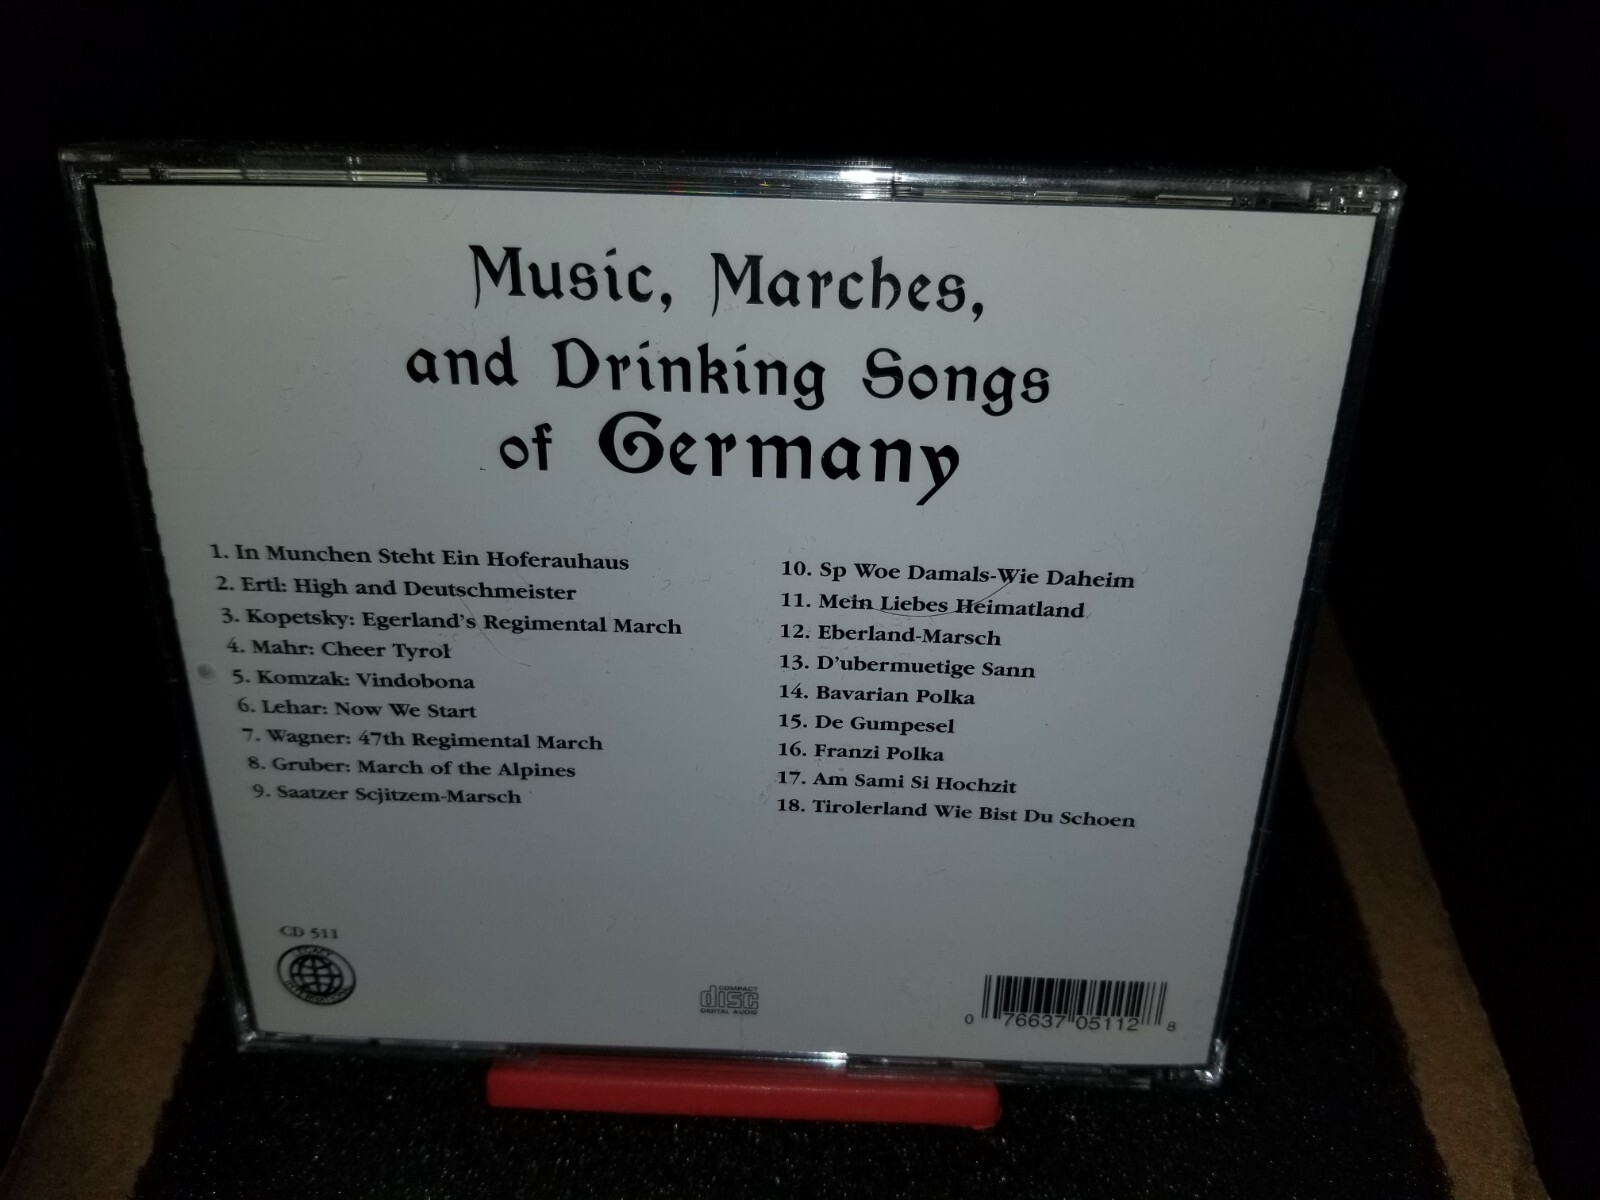 Music, Marches,
and Drinking Songs
of Germany
1. In Munchen Steht Ein Hoferauhaus
2. Ertl: High and Deutschmeister
3. Kopetsky: Egerland's Regimental March
4. Mahr: Cheer Tyrol
5. Komzak: Vindobona
6. Lehar: Now We Start
7. Wagner: 47th Regimental March
8. Gruber: March of the Alpines
9. Saatzer Scjitzem-Marsch
10. Sp Woe Damals-Wie Daheim
11. Mein Liebes Heimatland
12. Eberland-Marsch
13. D'ubermuetige Sann
14. Bavarian Polka
15. De Gumpesel
16. Franzi Polka
17. Am Sami Si Hochzit
18. Tirolerland Wie Bist Du Schoen
CD 511
LEGACY
COMPACT
disc
DIGITAL AUDIO
0 76637 05112 8